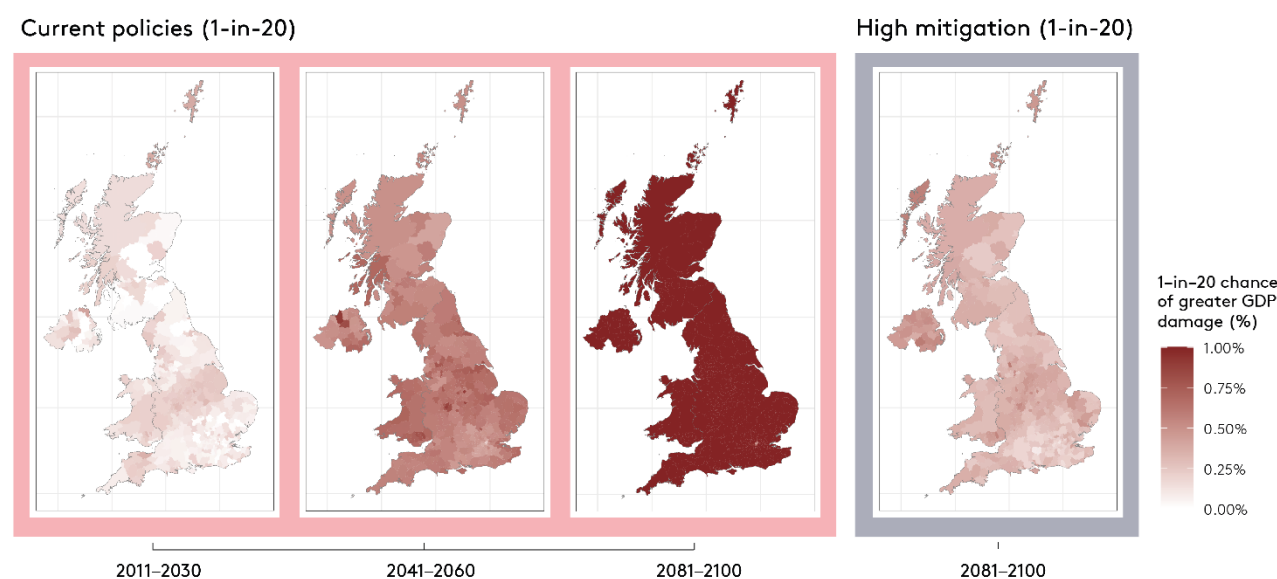 Current policies (1-in-20)
High mitigation (1-in-20)
1-in-20 chance
of greater GDP
damage (%)
1.00%
0.75%
0.50%
0.25%
0.00%
2011–2030
2041–2060
2081–2100
2081–2100